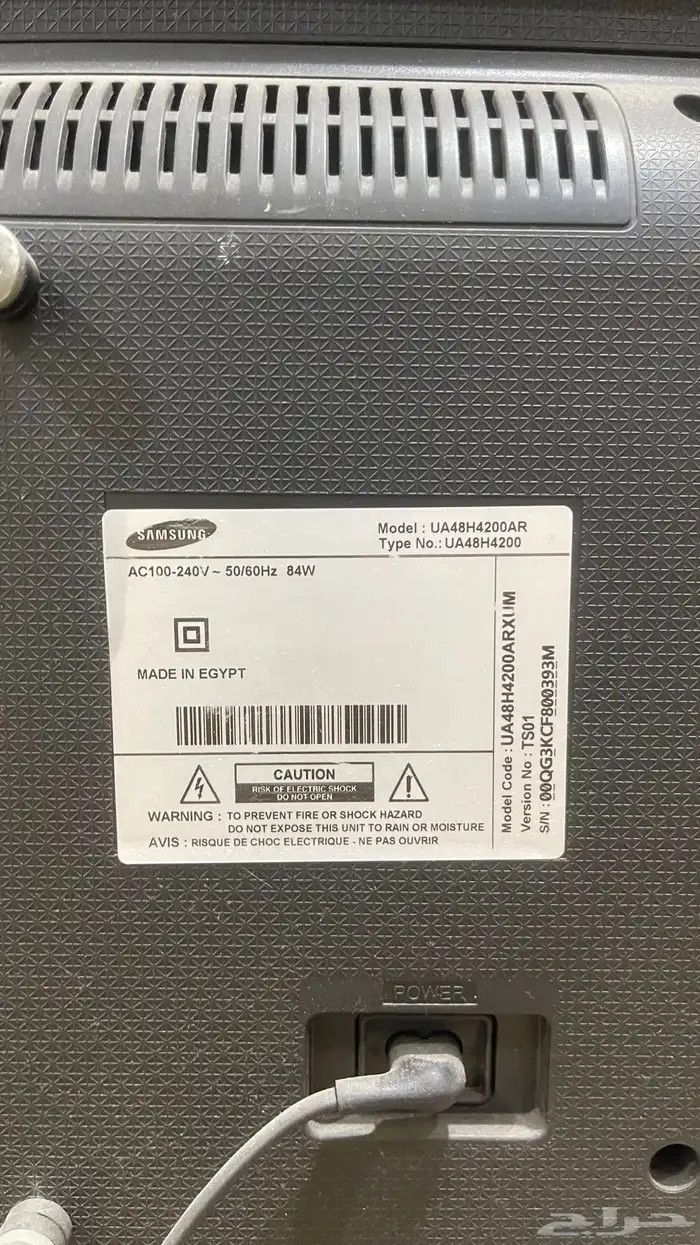 SAMSUNG
Model : UA48H4200AR
Type No.: UA48H4200
AC100-240V ~ 50/60Hz 84W
MADE IN EGYPT
CAUTION
RISK OF ELECTRIC SHOCK
DO NOT OPEN
WARNING : TO PREVENT FIRE OR SHOCK HAZARD
DO NOT EXPOSE THIS UNIT TO RAIN OR MOISTURE
AVIS : RISQUE DE CHOC ELECTRIQUE - NE PAS OUVRIR
Model Code : UA48H4200ARXUM
Version No : TS01
S/N : 00QG3KCF800393M
POWER
حراج